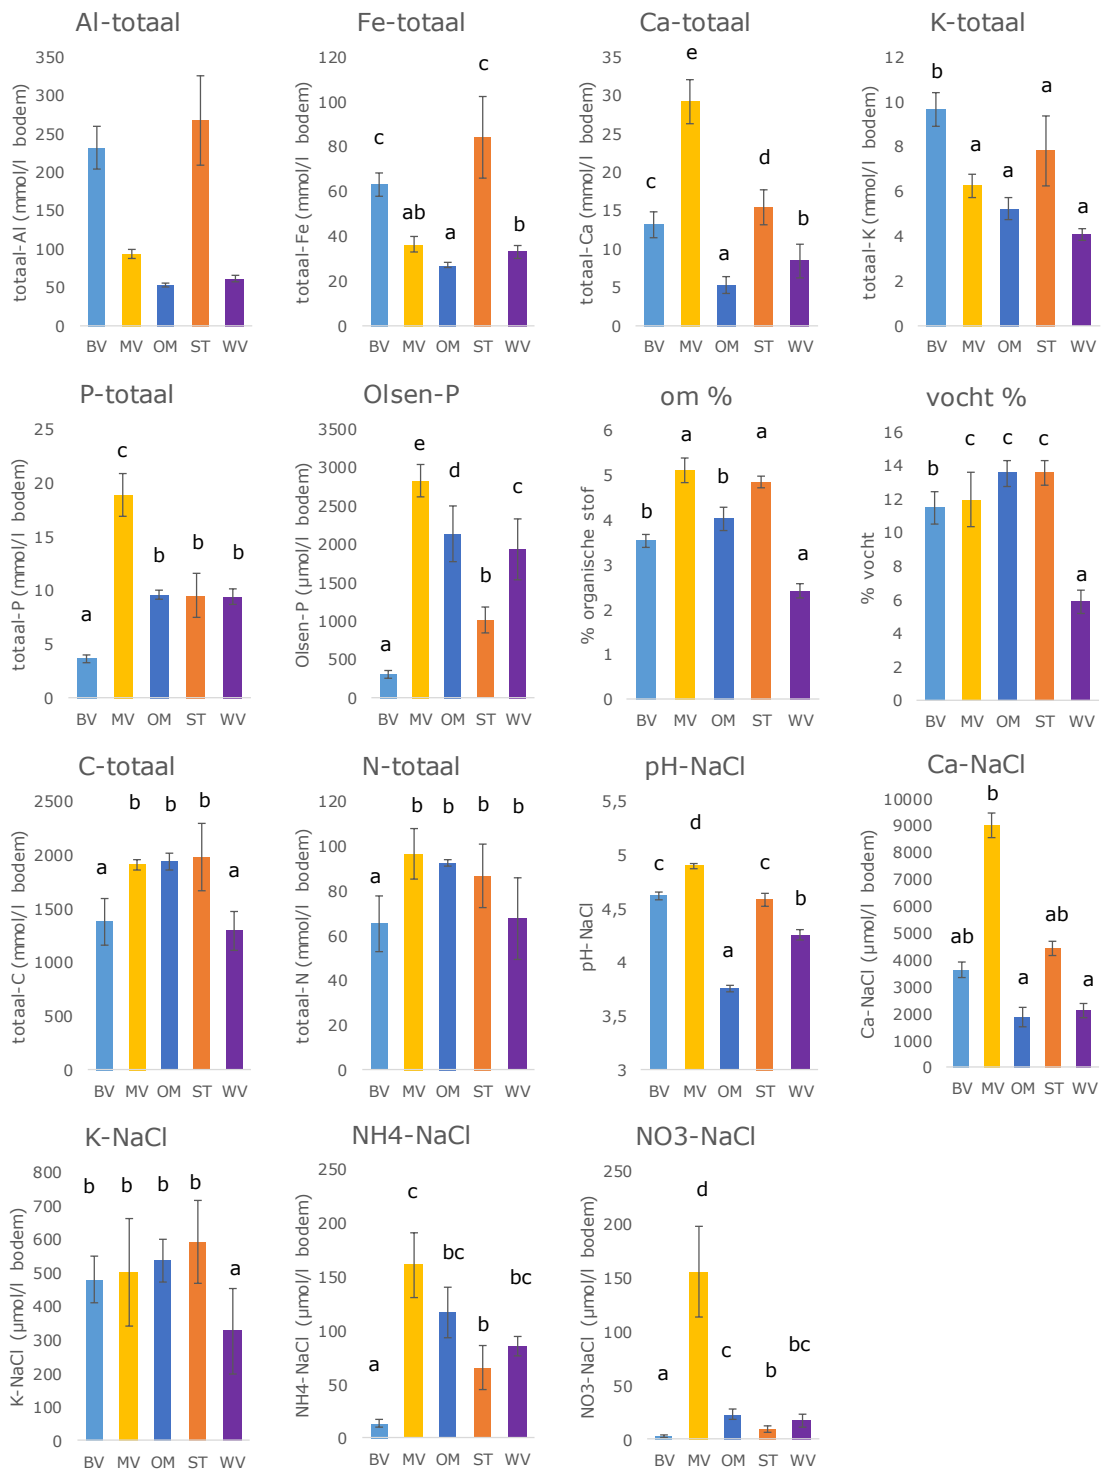 Al-totaal
totaal-Al (mmol/l bodem)
350
300
250
200
150
100
50
0
BV MV OM ST WV
Fe-totaal
totaal-Fe (mmol/l bodem)
120
100
80
60
40
20
0
c ab a c b
BV MV OM ST WV
Ca-totaal
totaal-Ca (mmol/l bodem)
35
30
25
20
15
10
5
0
c e a d b
BV MV OM ST WV
K-totaal
totaal-K (mmol/l bodem)
12
10
8
6
4
2
0
b a a a a
BV MV OM ST WV
P-totaal
totaal-P (mmol/l bodem)
25
20
15
10
5
0
a c b b b
BV MV OM ST WV
Olsen-P
Olsen-P (µmol/l bodem)
3500
3000
2500
2000
1500
1000
500
0
a e d b c
BV MV OM ST WV
om %
% organische stof
6
5
4
3
2
1
0
b a b a a
BV MV OM ST WV
vocht %
% vocht
16
14
12
10
8
6
4
2
0
b c c c a
BV MV OM ST WV
C-totaal
totaal-C (mmol/l bodem)
2500
2000
1500
1000
500
0
a b b b a
BV MV OM ST WV
N-totaal
totaal-N (mmol/l bodem)
120
100
80
60
40
20
0
a b b b b
BV MV OM ST WV
pH-NaCl
pH-NaCl
5,5
5
4,5
4
3,5
3
c d a c b
BV MV OM ST WV
Ca-NaCl
Ca-NaCl (µmol/l bodem)
10000
9000
8000
7000
6000
5000
4000
3000
2000
1000
0
ab b a ab a
BV MV OM ST WV
K-NaCl
K-NaCl (µmol/l bodem)
800
700
600
500
400
300
200
100
0
b b b b a
BV MV OM ST WV
NH4-NaCl
NH4-NaCl (µmol/l bodem)
250
200
150
100
50
0
a c bc b bc
BV MV OM ST WV
NO3-NaCl
NO3-NaCl (µmol/l bodem)
250
200
150
100
50
0
a d c b bc
BV MV OM ST WV